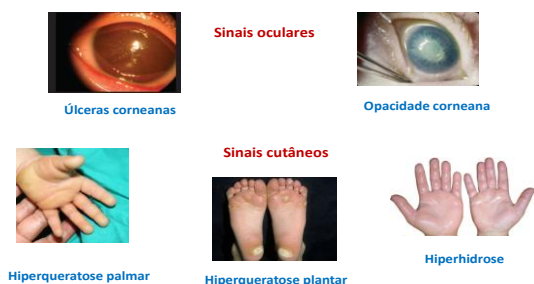 Sinais oculares
Úlceras corneanas
Opacidade corneana
Sinais cutâneos
Hiperqueratose palmar
Hiperqueratose plantar
Hiperhidrose